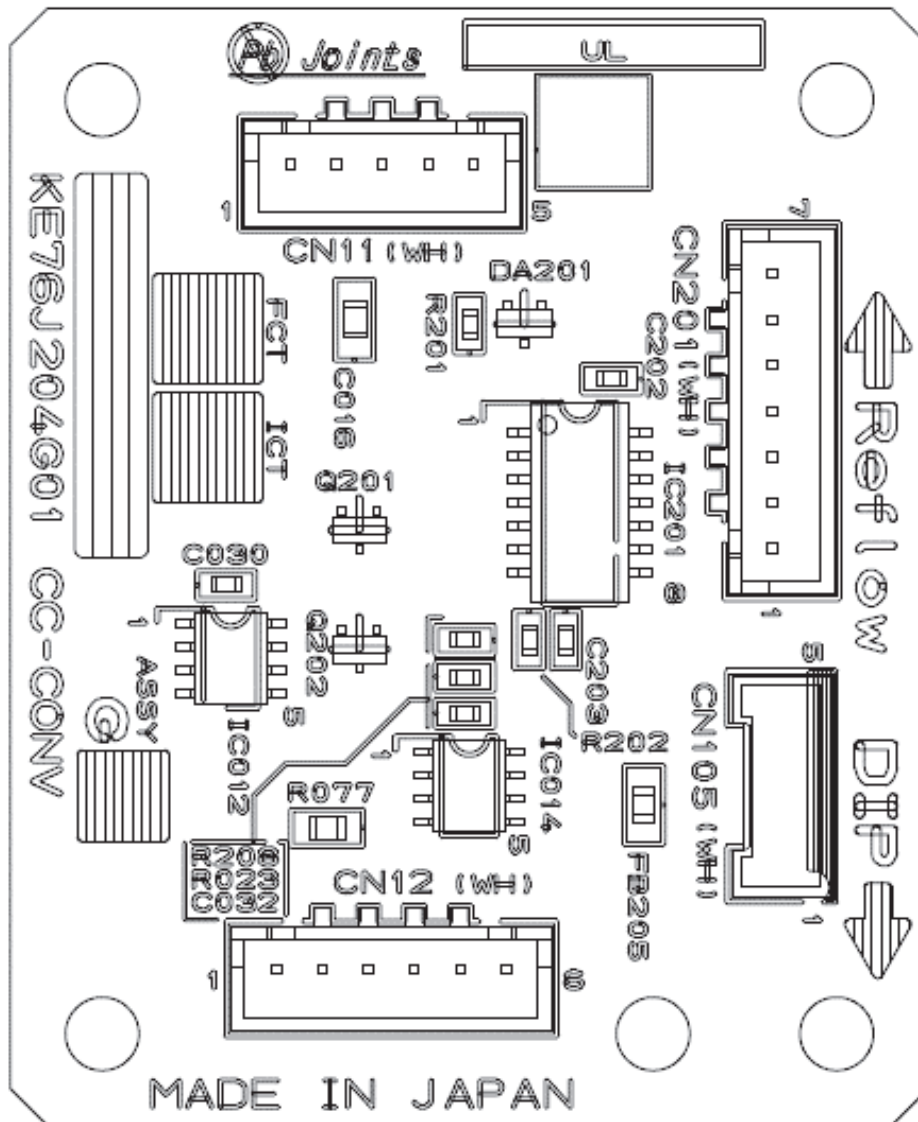 Pb Joints
UL
1
5
CN11 (WH)
DA201
7
KE76J204G01 CC-CONV
FCT
ICT
C016
R201
C202
CN201 (WH)
1
IC201
8
Reflow
Q201
C030
1
Q202
5
IC012
ASSY
C203
R202
1
IC014
5
R077
R206
R023
C032
FB205
1
5
CN105 (WH)
1
DIP
CN12 (WH)
1
6
MADE IN JAPAN